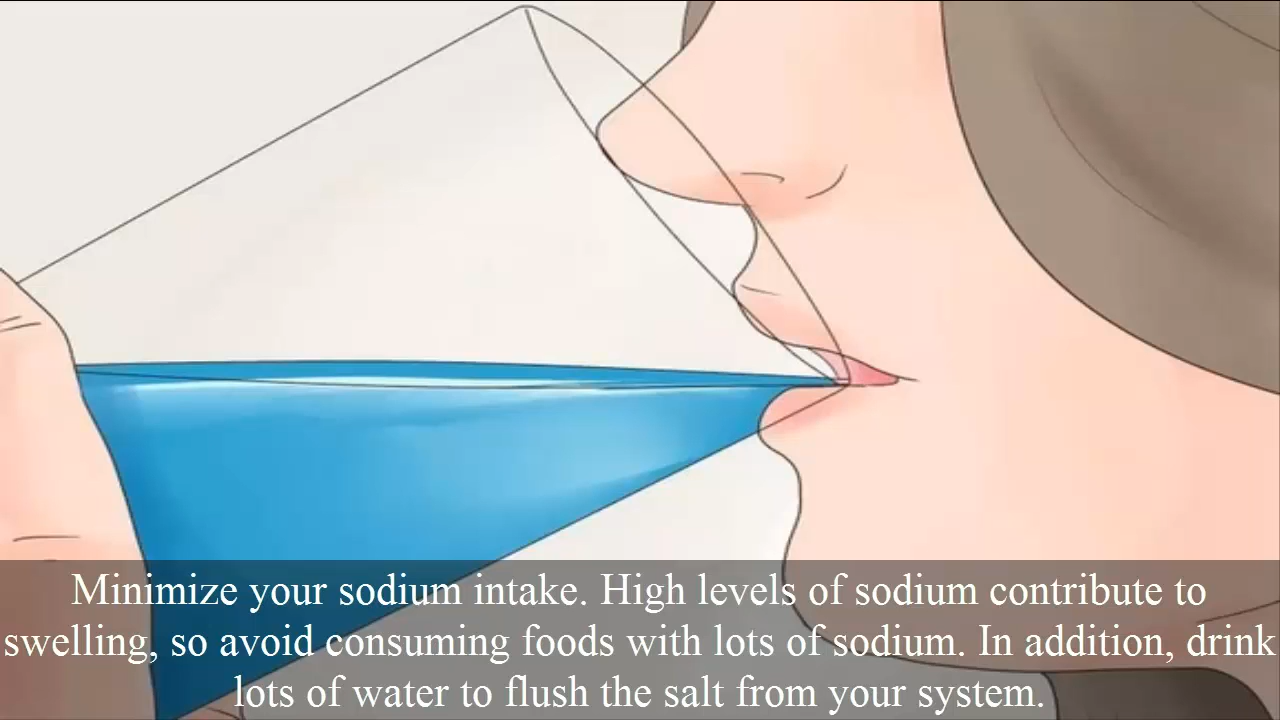 Minimize your sodium intake. High levels of sodium contribute to
swelling, so avoid consuming foods with lots of sodium. In addition, drink
lots of water to flush the salt from your system.